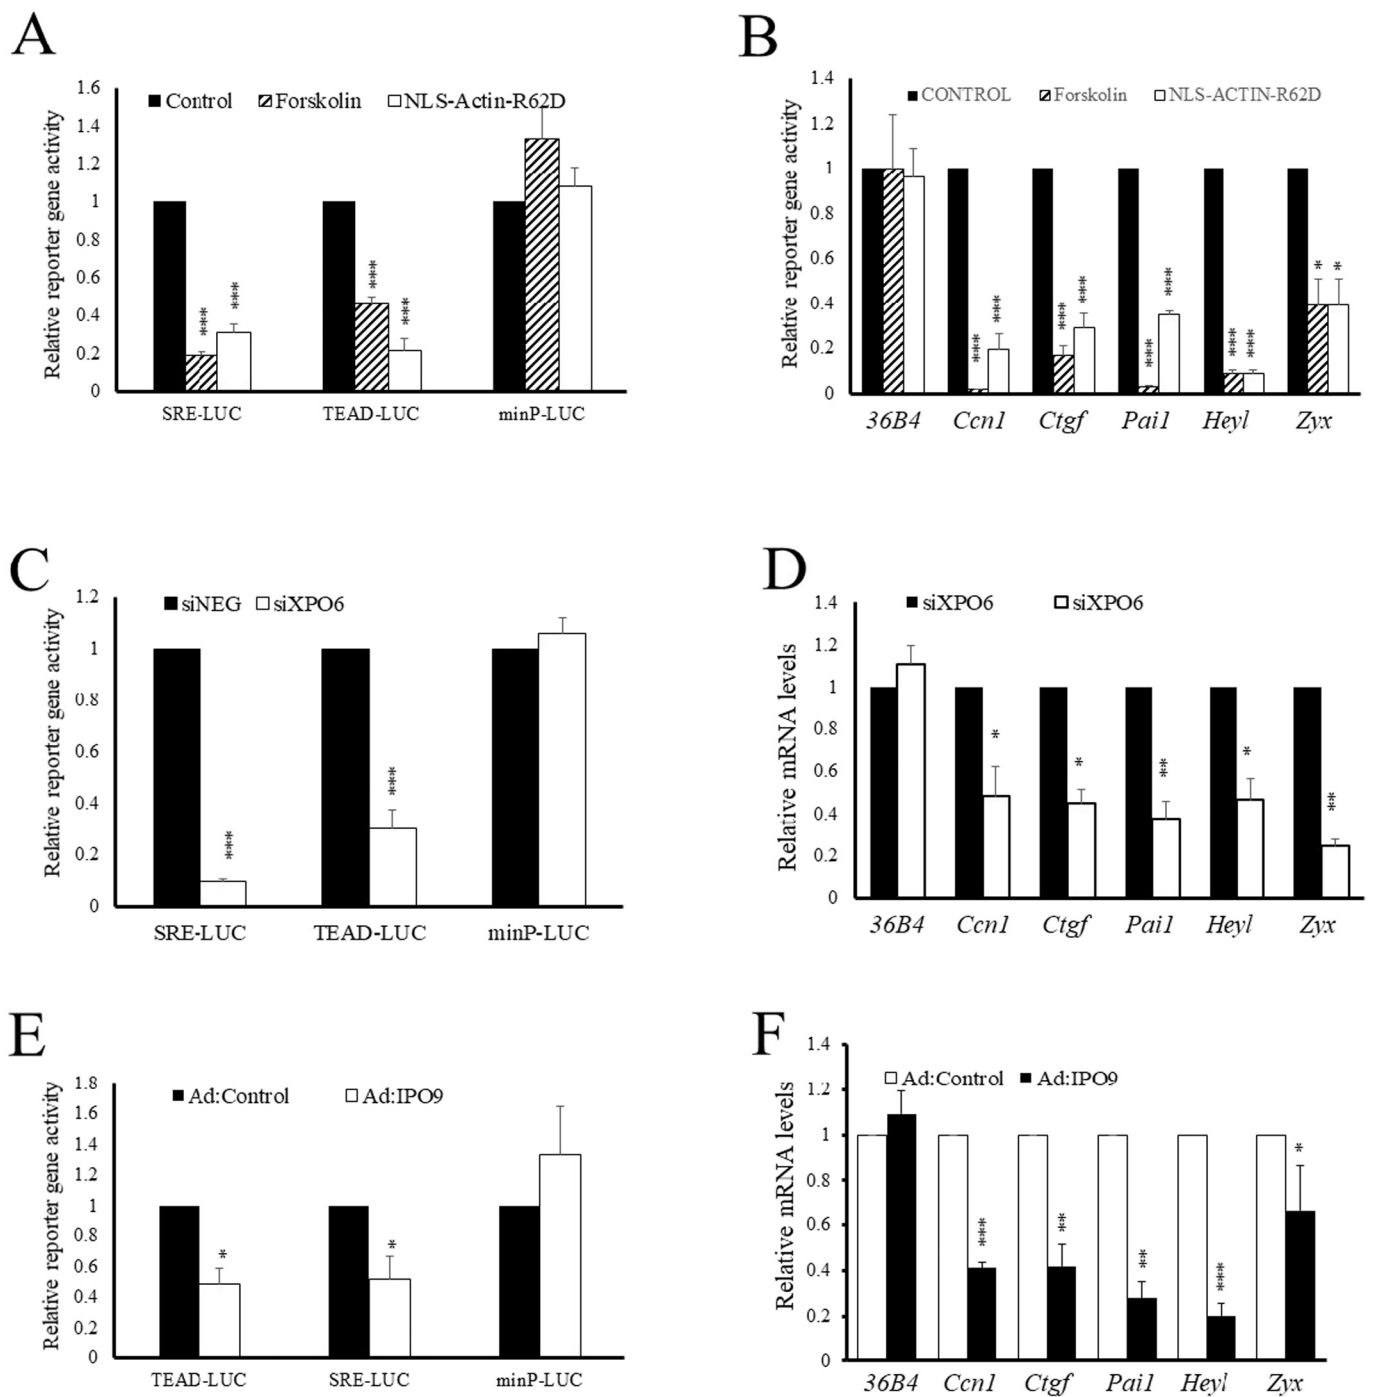 A
Relative reporter gene activity
1.6
1.4
1.2
1
0.8
0.6
0.4
0.2
0
Control Forskolin NLS-Actin-R62D
*** *** *** ***
SRE-LUC TEAD-LUC minP-LUC
B
Relative reporter gene activity
1.4
1.2
1
0.8
0.6
0.4
0.2
0
CONTROL Forskolin NLS-ACTIN-R62D
*** *** *** *** *** *** *** *** * *
36B4 Ccn1 Ctgf Pai1 Heyl Zyx
C
Relative reporter gene activity
1.2
1
0.8
0.6
0.4
0.2
0
siNEG siXPO6
*** ***
SRE-LUC TEAD-LUC minP-LUC
D
Relative mRNA levels
1.4
1.2
1
0.8
0.6
0.4
0.2
0
siXPO6 siXPO6
* * ** * **
36B4 Ccn1 Ctgf Pai1 Heyl Zyx
E
Relative reporter gene activity
1.8
1.6
1.4
1.2
1
0.8
0.6
0.4
0.2
0
Ad:Control Ad:IPO9
* *
TEAD-LUC SRE-LUC minP-LUC
F
Relative mRNA levels
1.4
1.2
1
0.8
0.6
0.4
0.2
0
Ad:Control Ad:IPO9
*** ** ** *** *
36B4 Ccn1 Ctgf Pai1 Heyl Zyx